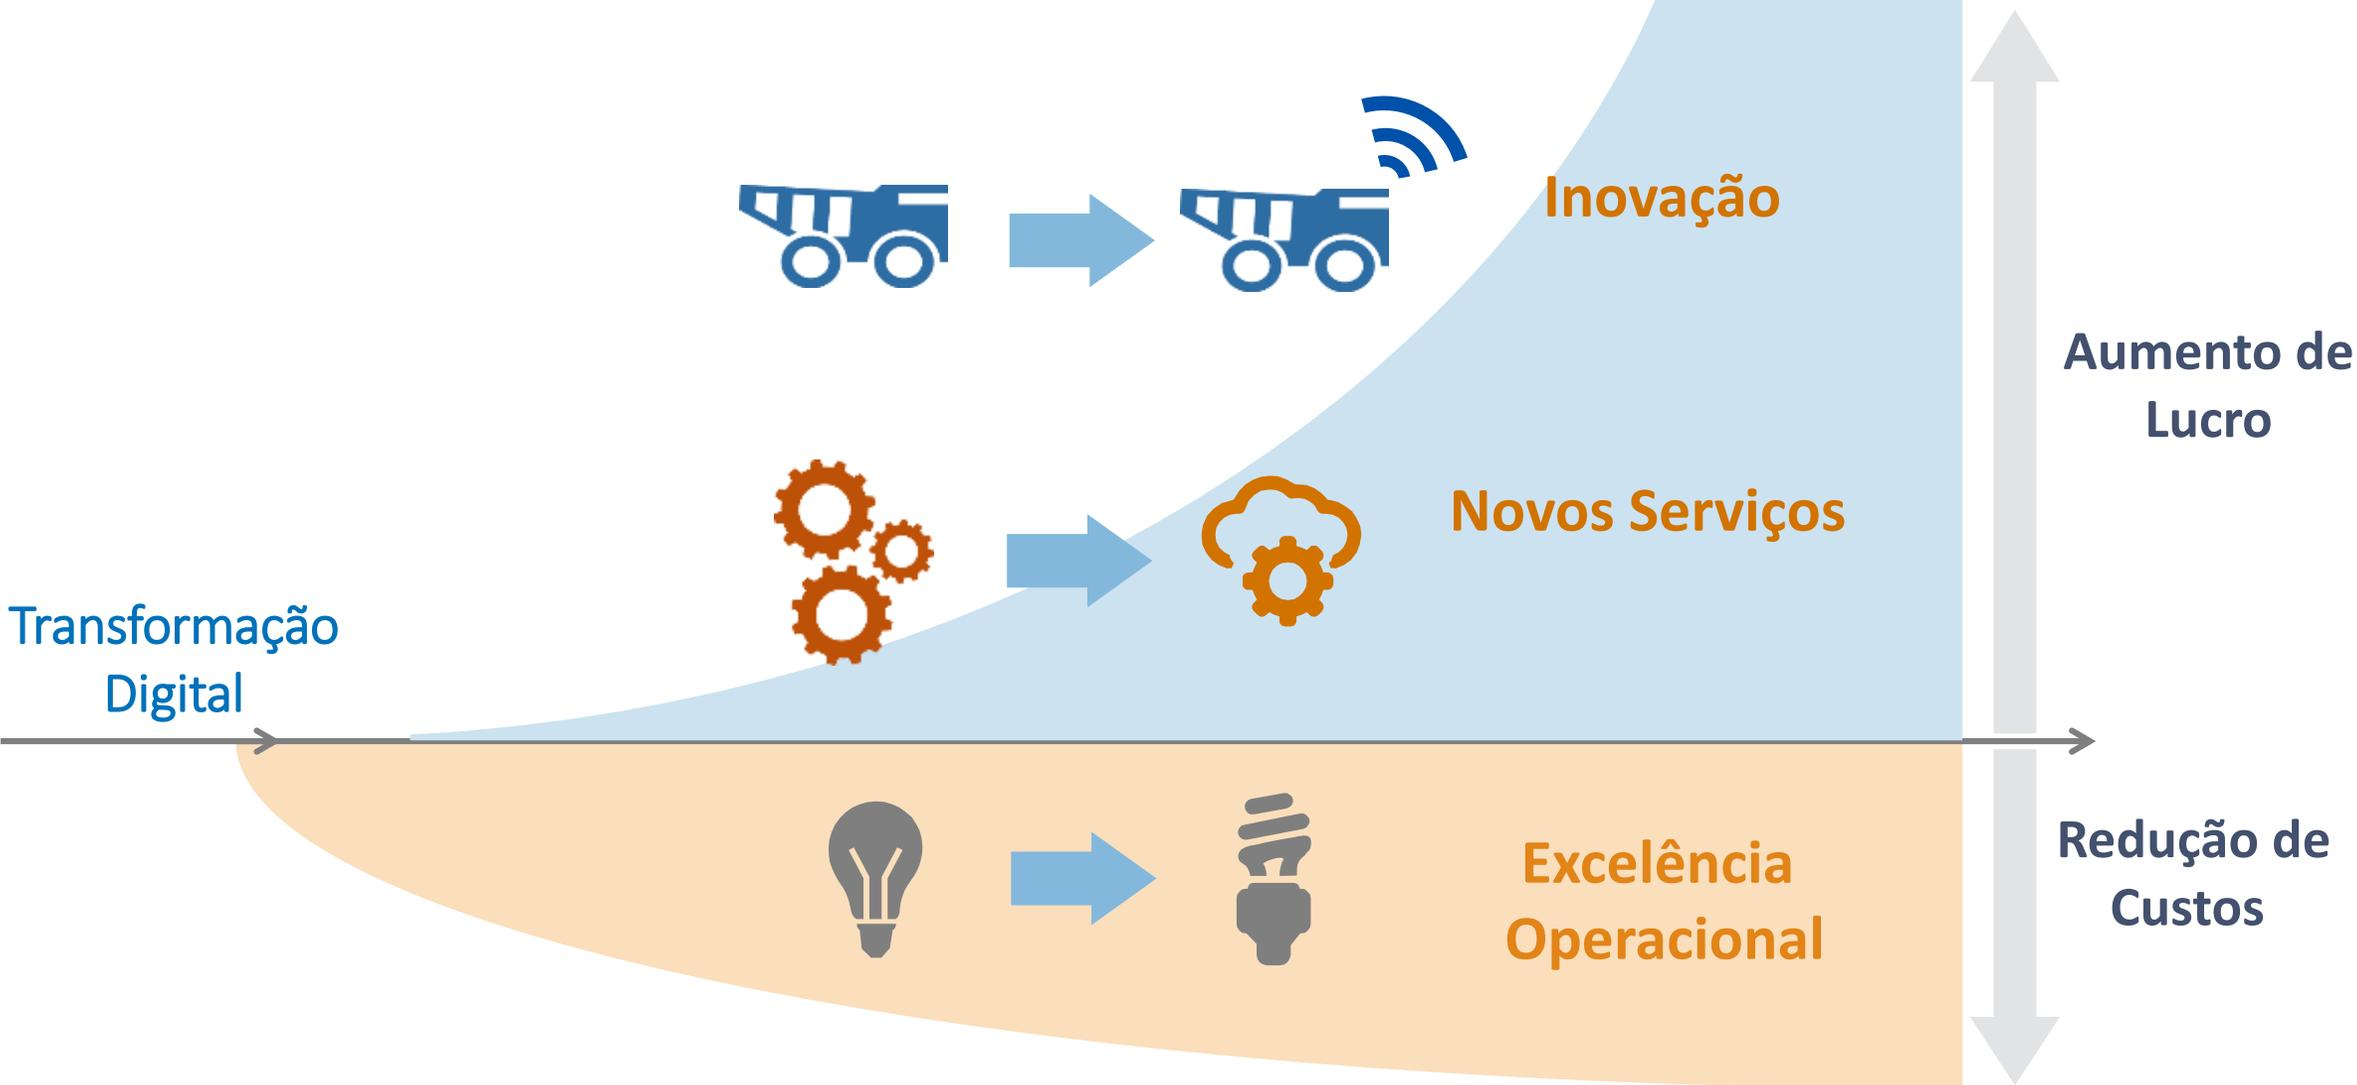 Inovação
Aumento de
Lucro
Novos Serviços
Transformação
Digital
Excelência
Operacional
Redução de
Custos